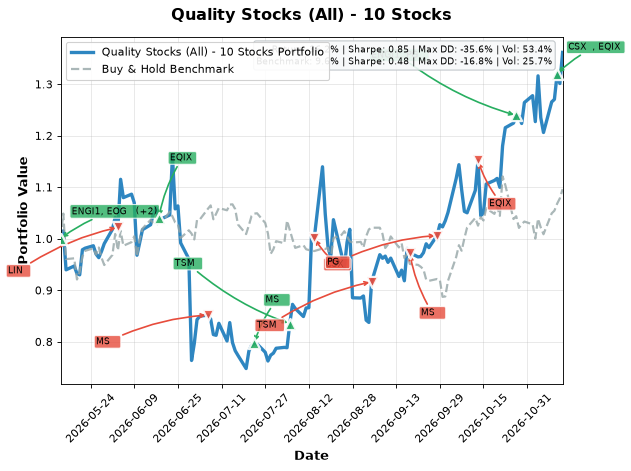 Quality Stocks (All) - 10 Stocks
Quality Stocks (All) - 10 Stocks Portfolio
Buy & Hold Benchmark
% | Sharpe: 0.85 | Max DD: -35.6% | Vol: 53.4%
% | Sharpe: 0.48 | Max DD: -16.8% | Vol: 25.7%
CSX , EQIX
EQIX
ENGI1, EQG (+2)
EQIX
LIN
TSM
PG
MS
TSM
MS
MS
Portfolio Value
1.3
1.2
1.1
1.0
0.9
0.8
2026-05-24
2026-06-09
2026-06-25
2026-07-11
2026-07-27
2026-08-12
2026-08-28
2026-09-13
2026-09-29
2026-10-15
2026-10-31
Date